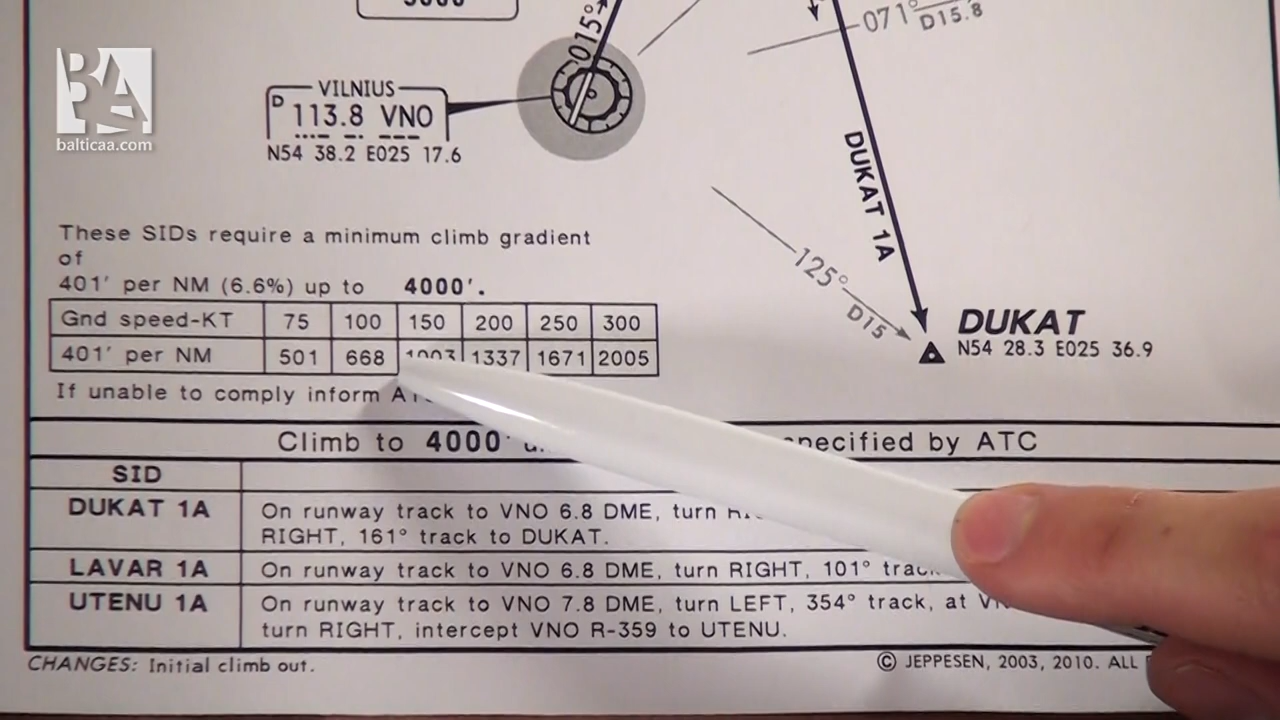 BA
balticaa.com
015°
071°
D15.8
VILNIUS
D 113.8 VNO
N54 38.2 E025 17.6
DUKAT 1A
125°
D15
DUKAT
N54 28.3 E025 36.9
These SIDs require a minimum climb gradient
of
401' per NM (6.6%) up to 4000'.
Gnd speed-KT 75 100 150 200 250 300
401' per NM 501 668 1003 1337 1671 2005
If unable to comply inform
Climb to 4000' specified by ATC
SID
DUKAT 1A
On runway track to VNO 6.8 DME, turn
RIGHT, 161° track to DUKAT.
LAVAR 1A
On runway track to VNO 6.8 DME, turn RIGHT, 101°
UTENU 1A
On runway track to VNO 7.8 DME, turn LEFT, 354° track, at
turn RIGHT, intercept VNO R-359 to UTENU.
CHANGES: Initial climb out.
© JEPPESEN, 2003, 2010. ALL